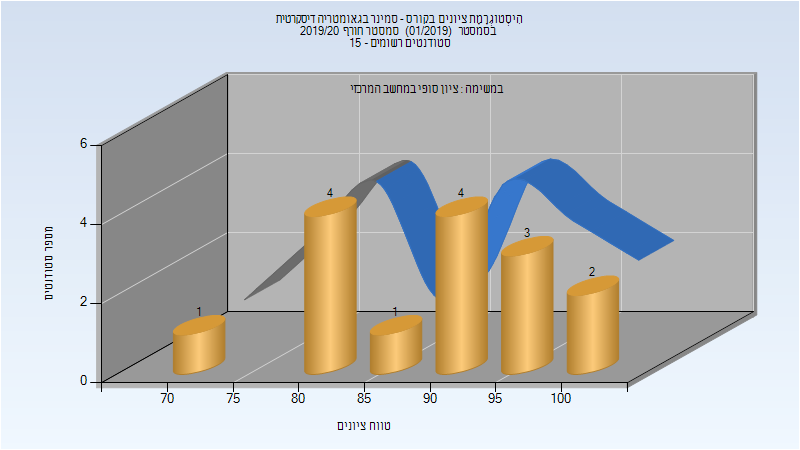 היסטוגרמת ציונים בקורס - סמינר בגאומטריה דיסקרטית
בסמסטר (01/2019) סמסטר חורף 2019/20
סטודנטים רשומים - 15
במשימה : ציון סופי במחשב המרכזי
6
4
2
0
מספר סטודנטים
1
4
1
4
3
2
70
75
80
85
90
95
100
טווח ציונים